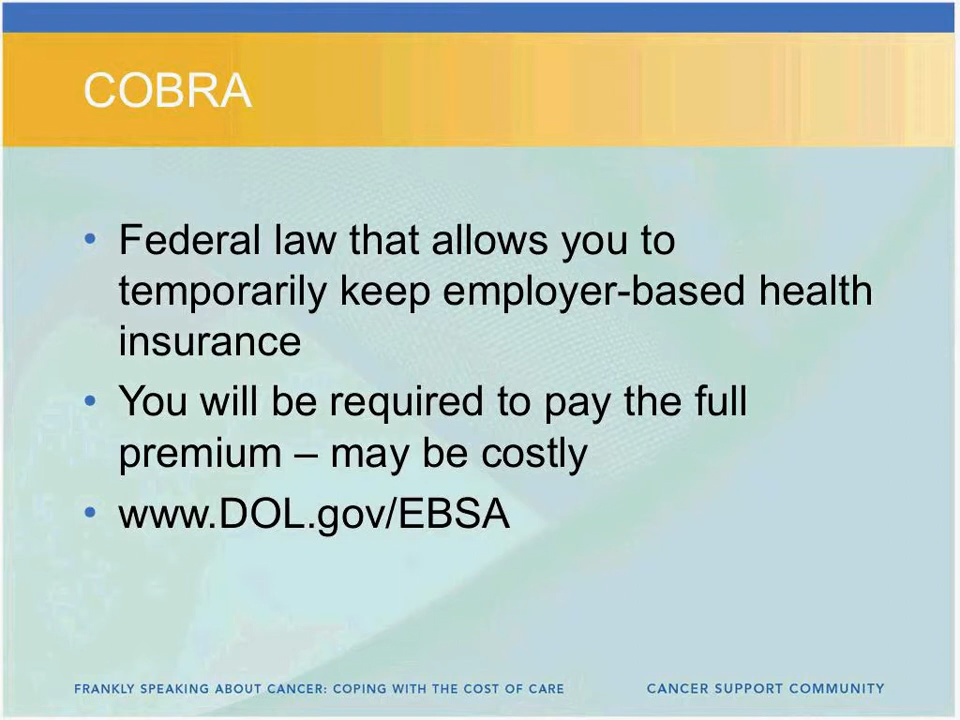 COBRA
• Federal law that allows you to
temporarily keep employer-based health
insurance
• You will be required to pay the full
premium – may be costly
• www.DOL.gov/EBSA
FRANKLY SPEAKING ABOUT CANCER: COPING WITH THE COST OF CARE
CANCER SUPPORT COMMUNITY